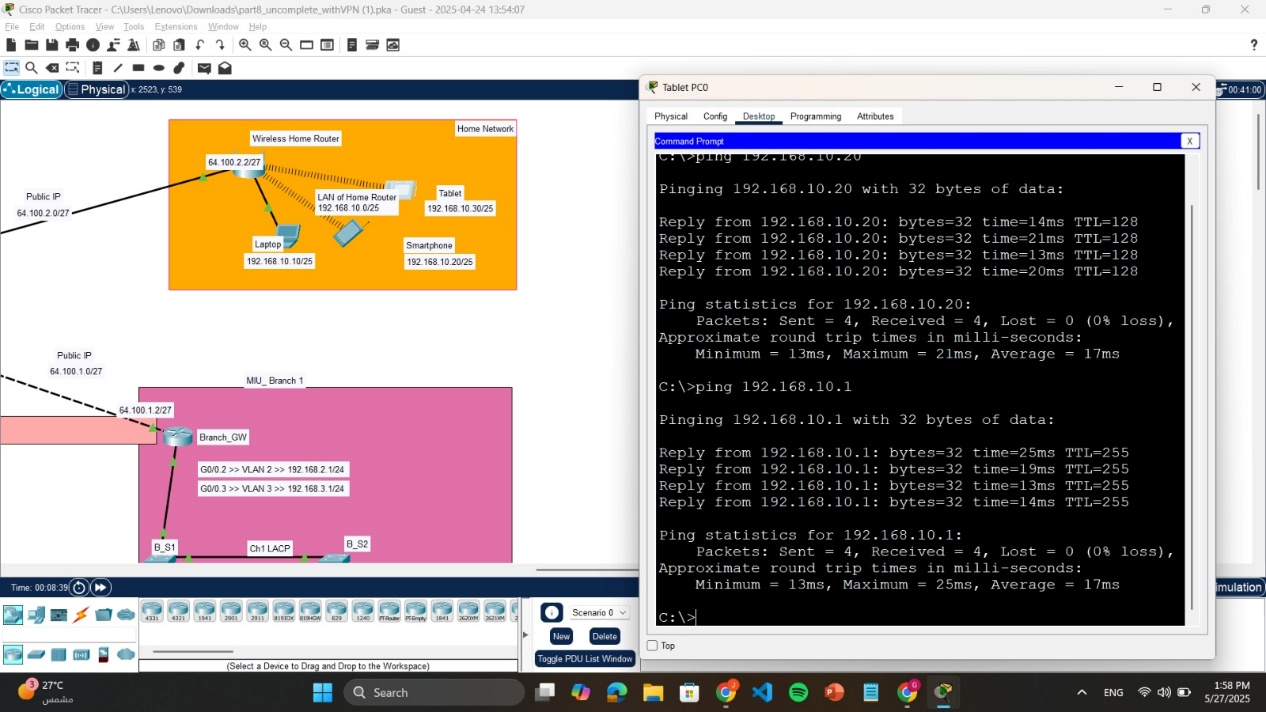 Cisco Packet Tracer - C:\Users\Lenovo\Downloads\part8_uncomplete_withVPN (1).pka - Guest - 2025-04-24 13:54:07
File Edit Options View Tools Extensions Window Help
?
Logical Physical x: 2523, y: 539
00:41:00
Home Network
Wireless Home Router
64.100.2.2/27
Public IP
64.100.2.0/27
LAN of Home Router
192.168.10.0/25
Tablet
192.168.10.30/25
Laptop
192.168.10.10/25
Smartphone
192.168.10.20/25
Public IP
64.100.1.0/27
MIU_ Branch 1
64.100.1.2/27
Branch_GW
G0/0.2 >> VLAN 2 >> 192.168.2.1/24
G0/0.3 >> VLAN 3 >> 192.168.3.1/24
B_S1
Ch1 LACP
B_S2
Tablet PC0
Physical Config Desktop Programming Attributes
Command Prompt
X
C:\>ping 192.168.10.20
Pinging 192.168.10.20 with 32 bytes of data:
Reply from 192.168.10.20: bytes=32 time=14ms TTL=128
Reply from 192.168.10.20: bytes=32 time=21ms TTL=128
Reply from 192.168.10.20: bytes=32 time=13ms TTL=128
Reply from 192.168.10.20: bytes=32 time=20ms TTL=128
Ping statistics for 192.168.10.20:
Packets: Sent = 4, Received = 4, Lost = 0 (0% loss),
Approximate round trip times in milli-seconds:
Minimum = 13ms, Maximum = 21ms, Average = 17ms
C:\>ping 192.168.10.1
Pinging 192.168.10.1 with 32 bytes of data:
Reply from 192.168.10.1: bytes=32 time=25ms TTL=255
Reply from 192.168.10.1: bytes=32 time=19ms TTL=255
Reply from 192.168.10.1: bytes=32 time=13ms TTL=255
Reply from 192.168.10.1: bytes=32 time=14ms TTL=255
Ping statistics for 192.168.10.1:
Packets: Sent = 4, Received = 4, Lost = 0 (0% loss),
Approximate round trip times in milli-seconds:
Minimum = 13ms, Maximum = 25ms, Average = 17ms
C:\>
Top
Time: 00:08:39
imulation
4331 4321 1941 2901 2911 819IOX 819HGW 829 1240 PT-Router PT-Empty 1841 2620XM 2621XM
(Select a Device to Drag and Drop to the Workspace)
Scenario 0
New Delete
Toggle PDU List Window
3
27°C
مشمس
Search
ENG
1:58 PM
5/27/2025